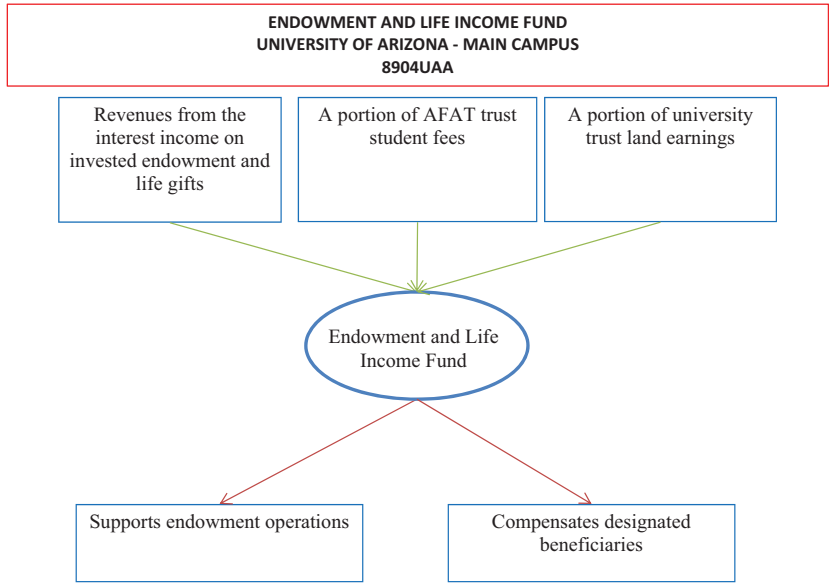 ENDOWMENT AND LIFE INCOME FUND
UNIVERSITY OF ARIZONA - MAIN CAMPUS
8904UAA
Revenues from the
interest income on
invested endowment and
life gifts
A portion of AFAT trust
student fees
A portion of university
trust land earnings
Endowment and Life
Income Fund
Supports endowment operations
Compensates designated
beneficiaries